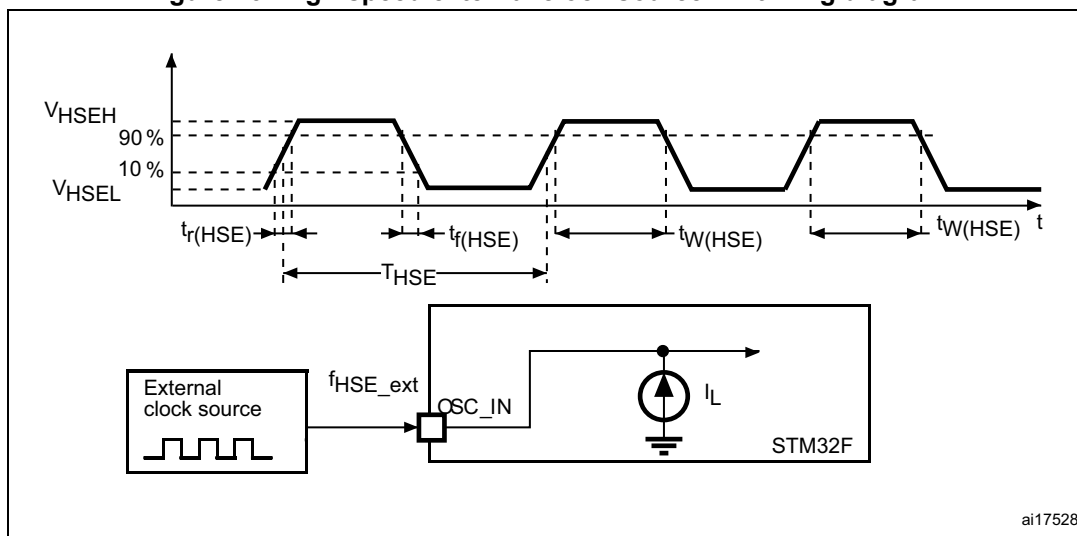 VHSEH
90 %
10 %
VHSEL
tr(HSE)
tf(HSE)
tW(HSE)
tW(HSE)
t
THSE
External
clock source
fHSE_ext
OSC_IN
IL
STM32F
ai17528